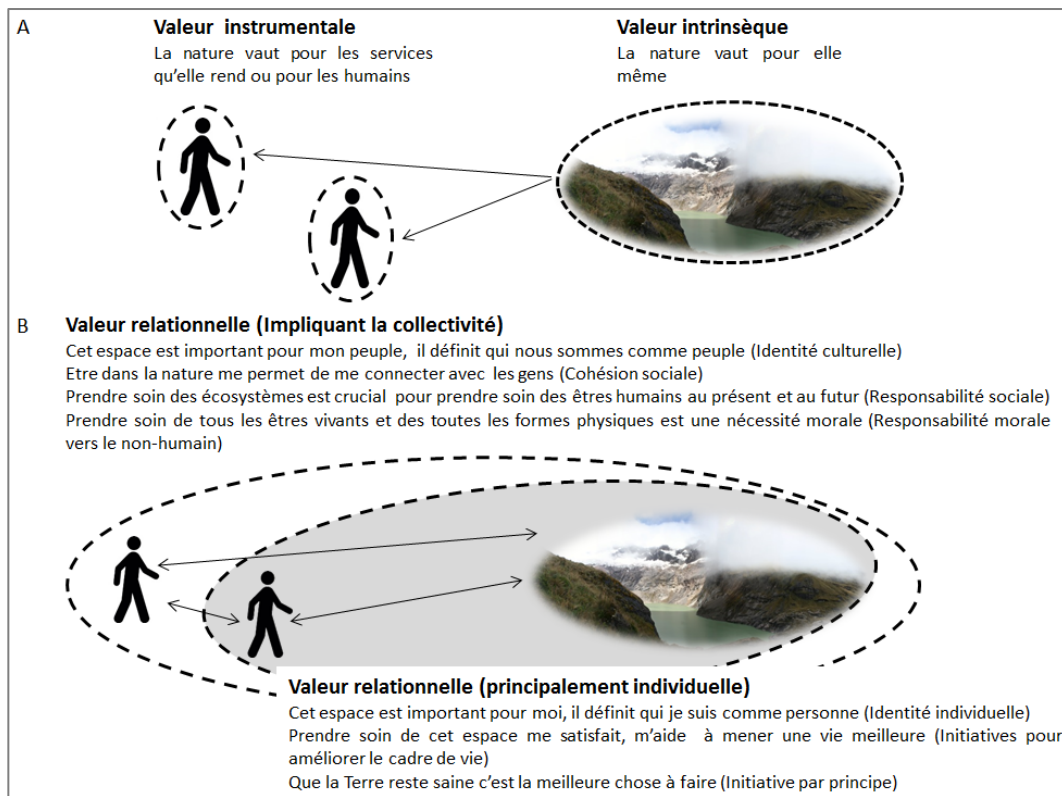 A
Valeur instrumentale
La nature vaut pour les services
qu'elle rend ou pour les humains
Valeur intrinsèque
La nature vaut pour elle
même
B
Valeur relationnelle (Impliquant la collectivité)
Cet espace est important pour mon peuple, il définit qui nous sommes comme peuple (Identité culturelle)
Etre dans la nature me permet de me connecter avec les gens (Cohésion sociale)
Prendre soin des écosystèmes est crucial pour prendre soin des êtres humains au présent et au futur (Responsabilité sociale)
Prendre soin de tous les êtres vivants et des toutes les formes physiques est une nécessité morale (Responsabilité morale
vers le non-humain)
Valeur relationnelle (principalement individuelle)
Cet espace est important pour moi, il définit qui je suis comme personne (Identité individuelle)
Prendre soin de cet espace me satisfait, m'aide à mener une vie meilleure (Initiatives pour
améliorer le cadre de vie)
Que la Terre reste saine c'est la meilleure chose à faire (Initiative par principe)